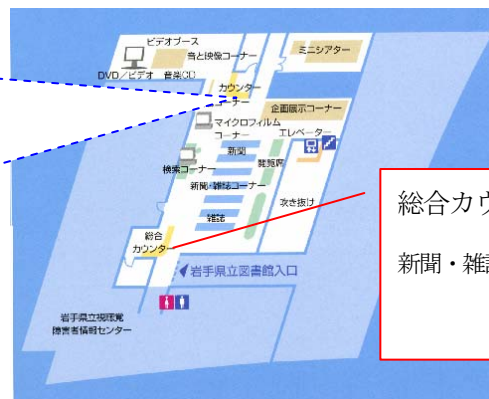 ビデオブース
音と映像コーナー
ミニシアター
DVD/ビデオ 音楽CD
カウンター
コーナー
企画展示コーナー
マイクロフィルム
コーナー
エレベーター
新聞
閲覧席
検索コーナー
新聞・雑誌コーナー
吹き抜け
雑誌
総合
カウンター
岩手県立図書館入口
岩手県立視聴覚
障害者情報センター
総合カウ
新聞・雑誌